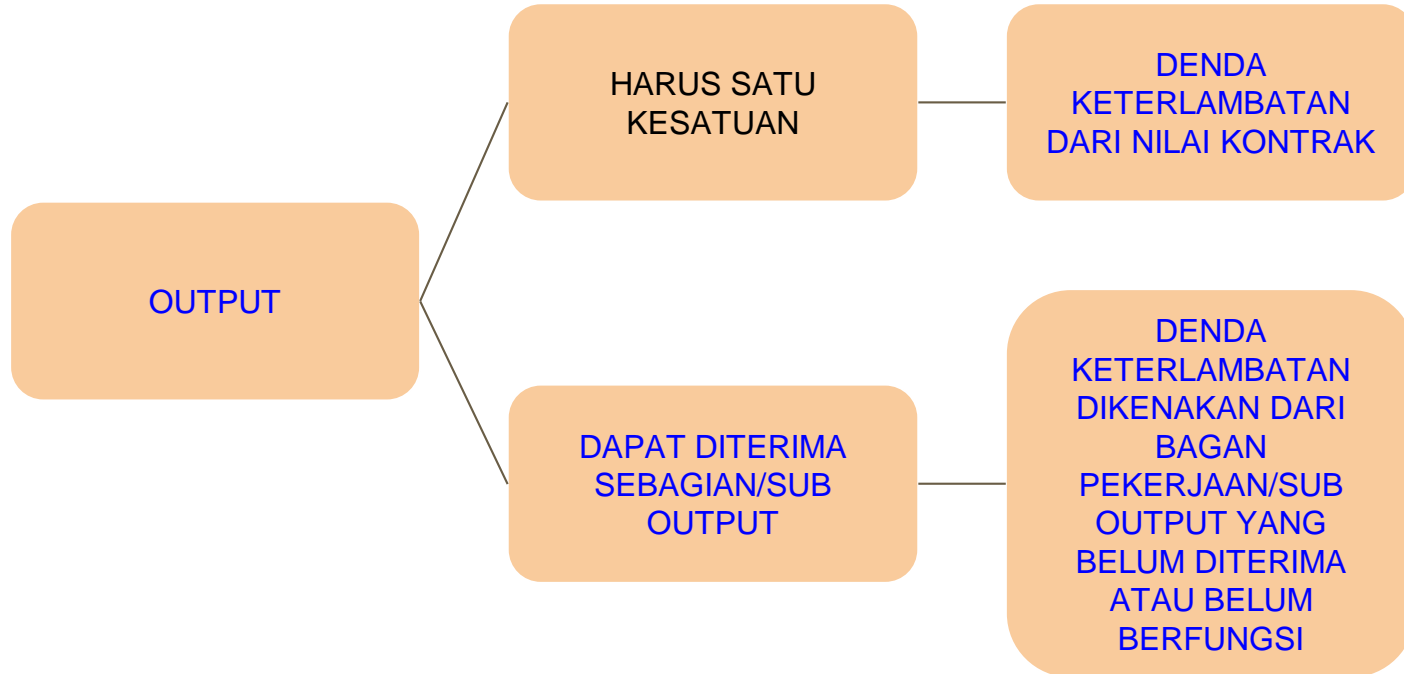 OUTPUT
HARUS SATU
KESATUAN
DENDA
KETERLAMBATAN
DARI NILAI KONTRAK
DAPAT DITERIMA
SEBAGIAN/SUB
OUTPUT
DENDA
KETERLAMBATAN
DIKENAKAN DARI
BAGAN
PEKERJAAN/SUB
OUTPUT YANG
BELUM DITERIMA
ATAU BELUM
BERFUNGSI